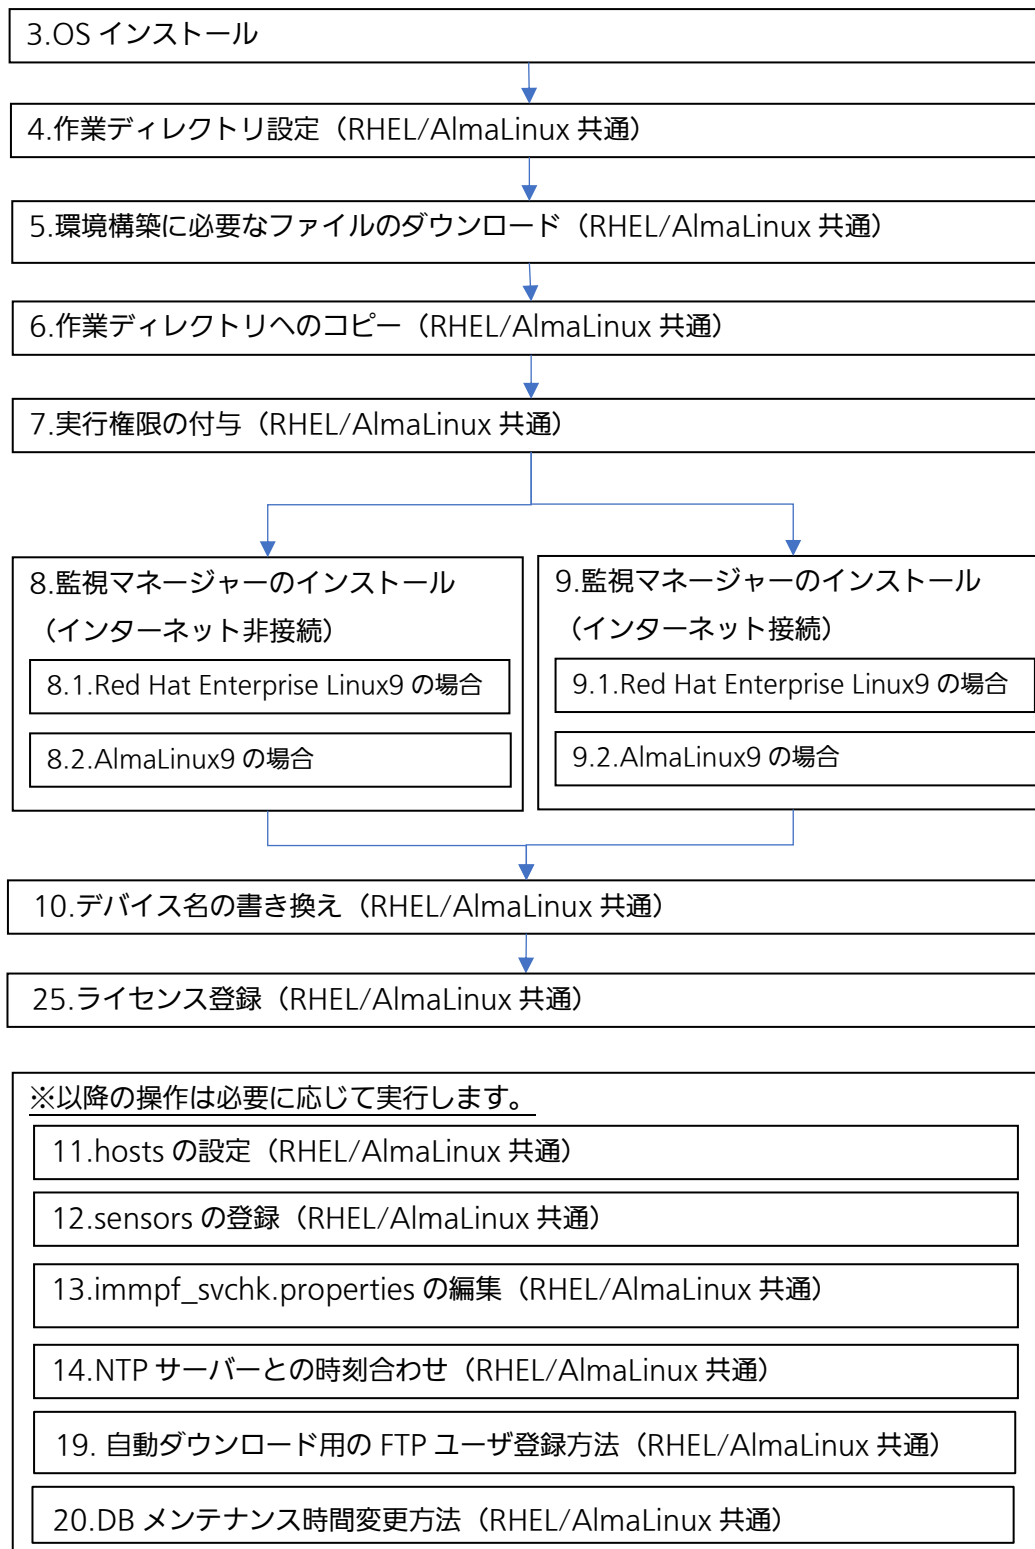 3.OS インストール
4.作業ディレクトリ設定（RHEL/AlmaLinux 共通）
5.環境構築に必要なファイルのダウンロード（RHEL/AlmaLinux 共通）
6.作業ディレクトリへのコピー（RHEL/AlmaLinux 共通）
7.実行権限の付与（RHEL/AlmaLinux 共通）
8.監視マネージャーのインストール
（インターネット非接続）
8.1.Red Hat Enterprise Linux9 の場合
8.2.AlmaLinux9 の場合
9.監視マネージャーのインストール
（インターネット接続）
9.1.Red Hat Enterprise Linux9 の場合
9.2.AlmaLinux9 の場合
10.デバイス名の書き換え（RHEL/AlmaLinux 共通）
25.ライセンス登録（RHEL/AlmaLinux 共通）
※以降の操作は必要に応じて実行します。
11.hosts の設定（RHEL/AlmaLinux 共通）
12.sensors の登録（RHEL/AlmaLinux 共通）
13.immpf_svchk.properties の編集（RHEL/AlmaLinux 共通）
14.NTP サーバーとの時刻合わせ（RHEL/AlmaLinux 共通）
19. 自動ダウンロード用の FTP ユーザ登録方法（RHEL/AlmaLinux 共通）
20.DB メンテナンス時間変更方法（RHEL/AlmaLinux 共通）